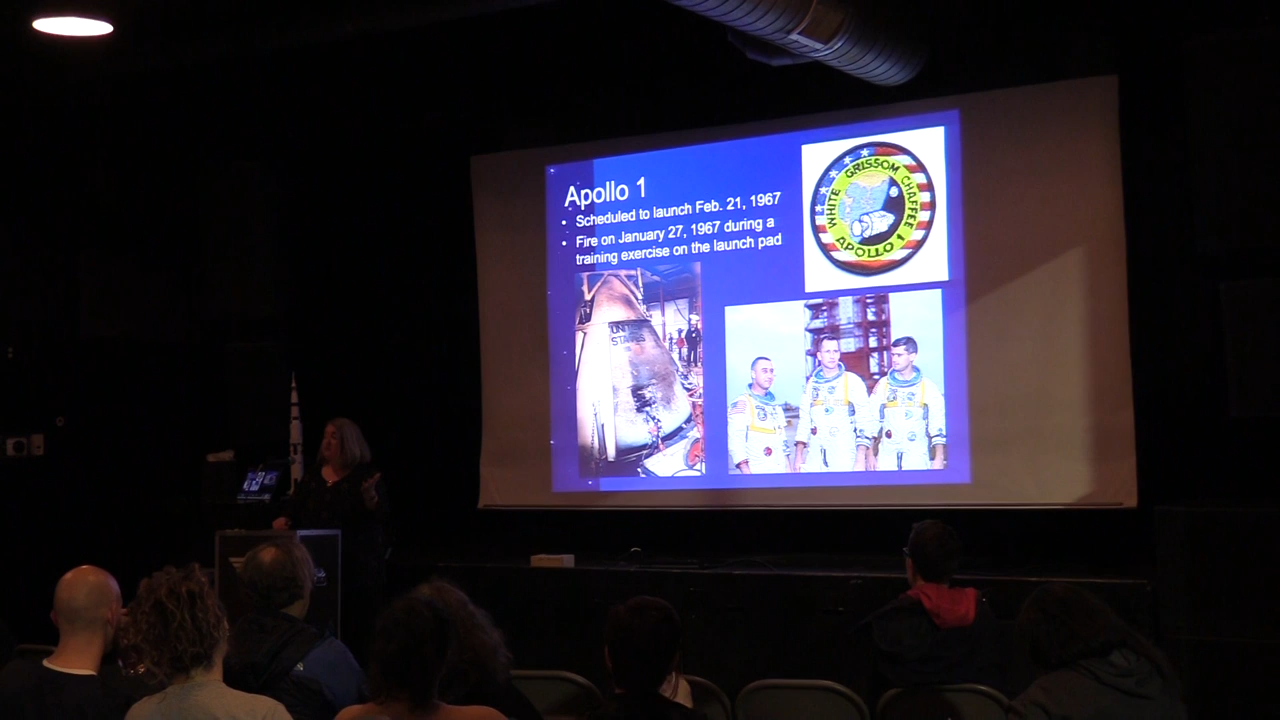 Apollo 1
• Scheduled to launch Feb. 21, 1967
• Fire on January 27, 1967 during a
training exercise on the launch pad
WHITE GRISSOM CHAFFEE
APOLLO 1
UNITED
STATES